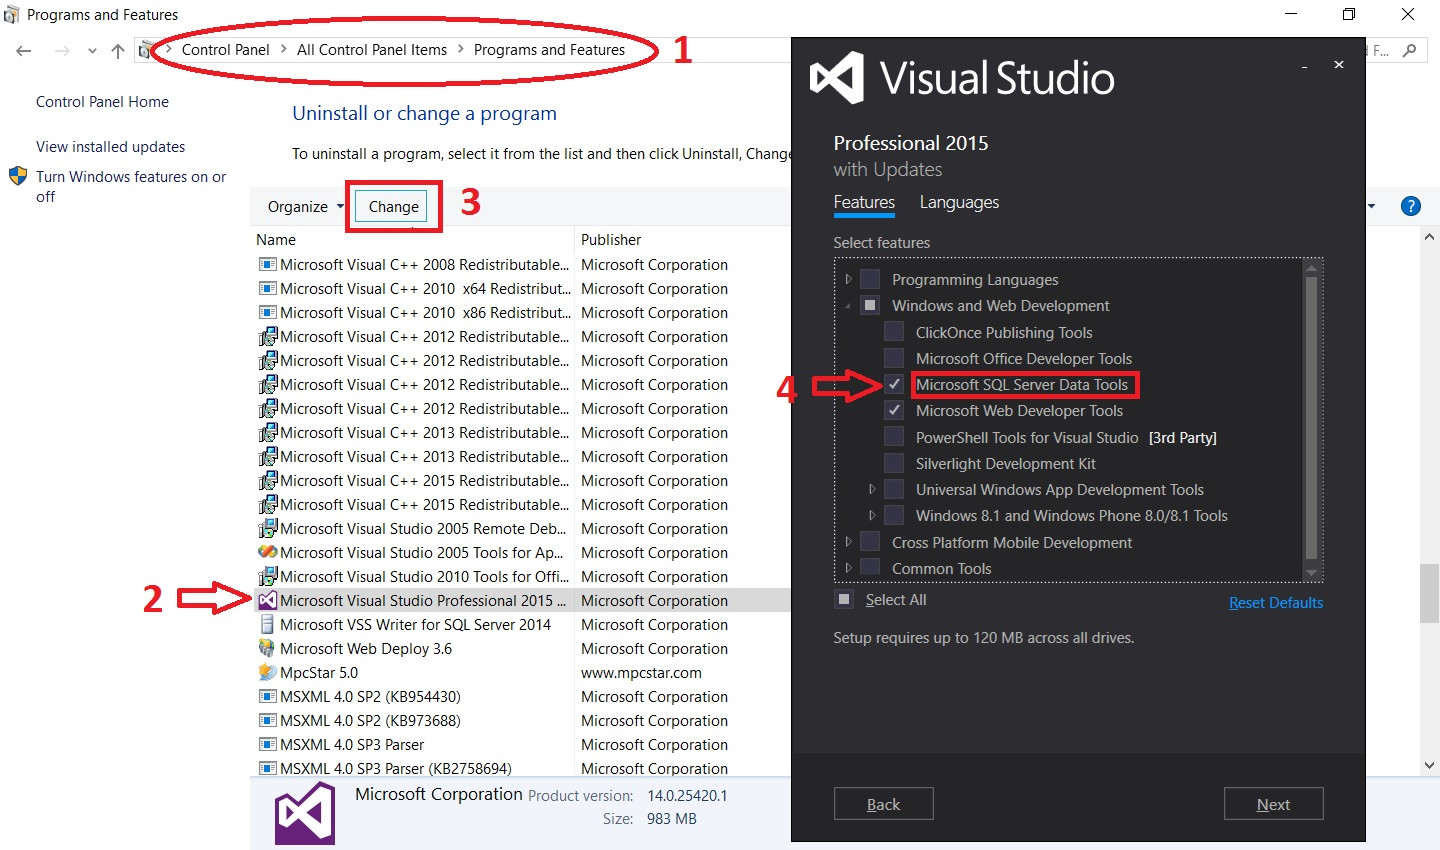 Programs and Features
Control Panel > All Control Panel Items > Programs and Features
1
F...
Control Panel Home
View installed updates
Turn Windows features on or
off
Uninstall or change a program
To uninstall a program, select it from the list and then click Uninstall, Change
Organize
Change
3
Name Publisher
Microsoft Visual C++ 2008 Redistributable... Microsoft Corporation
Microsoft Visual C++ 2010 x64 Redistribut... Microsoft Corporation
Microsoft Visual C++ 2010 x86 Redistribut... Microsoft Corporation
Microsoft Visual C++ 2012 Redistributable... Microsoft Corporation
Microsoft Visual C++ 2012 Redistributable... Microsoft Corporation
Microsoft Visual C++ 2012 Redistributable... Microsoft Corporation
Microsoft Visual C++ 2012 Redistributable... Microsoft Corporation
Microsoft Visual C++ 2013 Redistributable... Microsoft Corporation
Microsoft Visual C++ 2013 Redistributable... Microsoft Corporation
Microsoft Visual C++ 2015 Redistributable... Microsoft Corporation
Microsoft Visual C++ 2015 Redistributable... Microsoft Corporation
Microsoft Visual Studio 2005 Remote Deb... Microsoft Corporation
Microsoft Visual Studio 2005 Tools for Ap... Microsoft Corporation
Microsoft Visual Studio 2010 Tools for Offi... Microsoft Corporation
2
Microsoft Visual Studio Professional 2015 ... Microsoft Corporation
Microsoft VSS Writer for SQL Server 2014 Microsoft Corporation
Microsoft Web Deploy 3.6 Microsoft Corporation
MpcStar 5.0 www.mpcstar.com
MSXML 4.0 SP2 (KB954430) Microsoft Corporation
MSXML 4.0 SP2 (KB973688) Microsoft Corporation
MSXML 4.0 SP3 Parser Microsoft Corporation
MSXML 4.0 SP3 Parser (KB2758694) Microsoft Corporation
Microsoft Corporation Product version: 14.0.25420.1
Size: 983 MB
Visual Studio
Professional 2015
with Updates
Features Languages
Select features
Programming Languages
Windows and Web Development
ClickOnce Publishing Tools
Microsoft Office Developer Tools
4
Microsoft SQL Server Data Tools
Microsoft Web Developer Tools
PowerShell Tools for Visual Studio [3rd Party]
Silverlight Development Kit
Universal Windows App Development Tools
Windows 8.1 and Windows Phone 8.0/8.1 Tools
Cross Platform Mobile Development
Common Tools
Select All
Reset Defaults
Setup requires up to 120 MB across all drives.
Back
Next